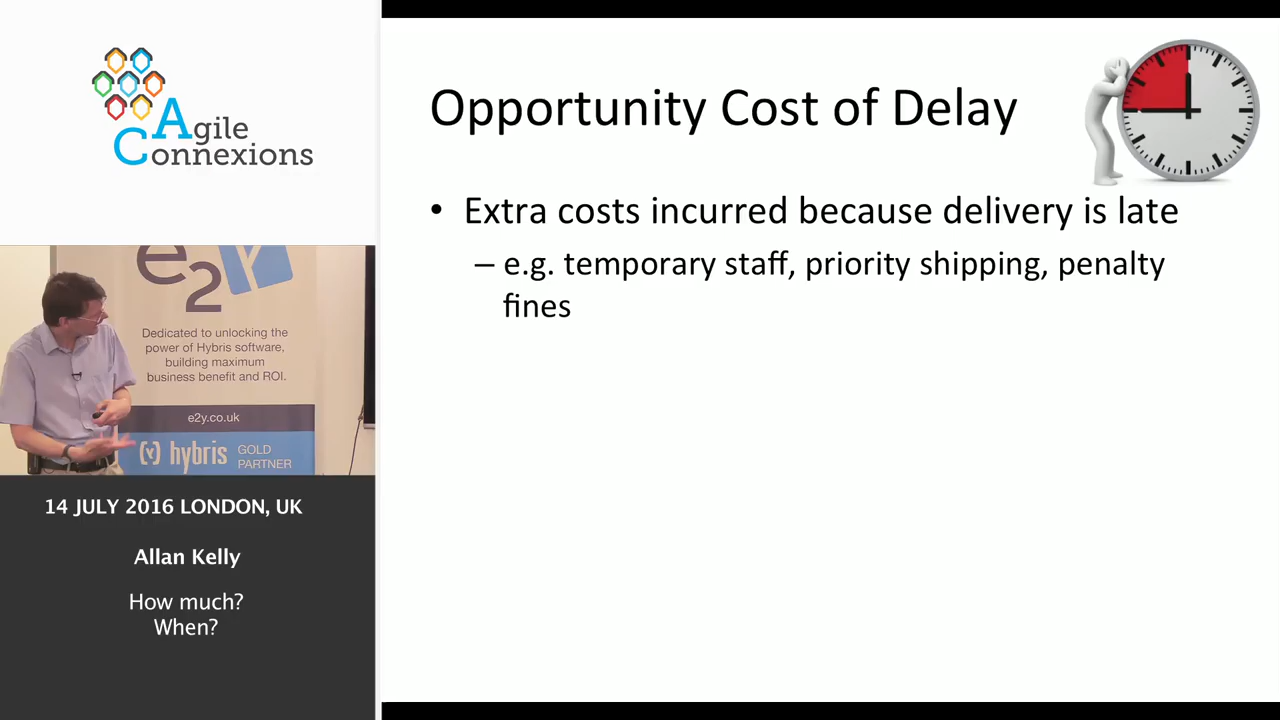 Agile
Connexions
Opportunity Cost of Delay
• Extra costs incurred because delivery is late
– e.g. temporary staff, priority shipping, penalty
fines
e2y
Dedicated to unlocking the
power of Hybris software,
building maximum
business benefit and ROI.
e2y.co.uk
(y) hybris GOLD
PARTNER
14 JULY 2016 LONDON, UK
Allan Kelly
How much?
When?